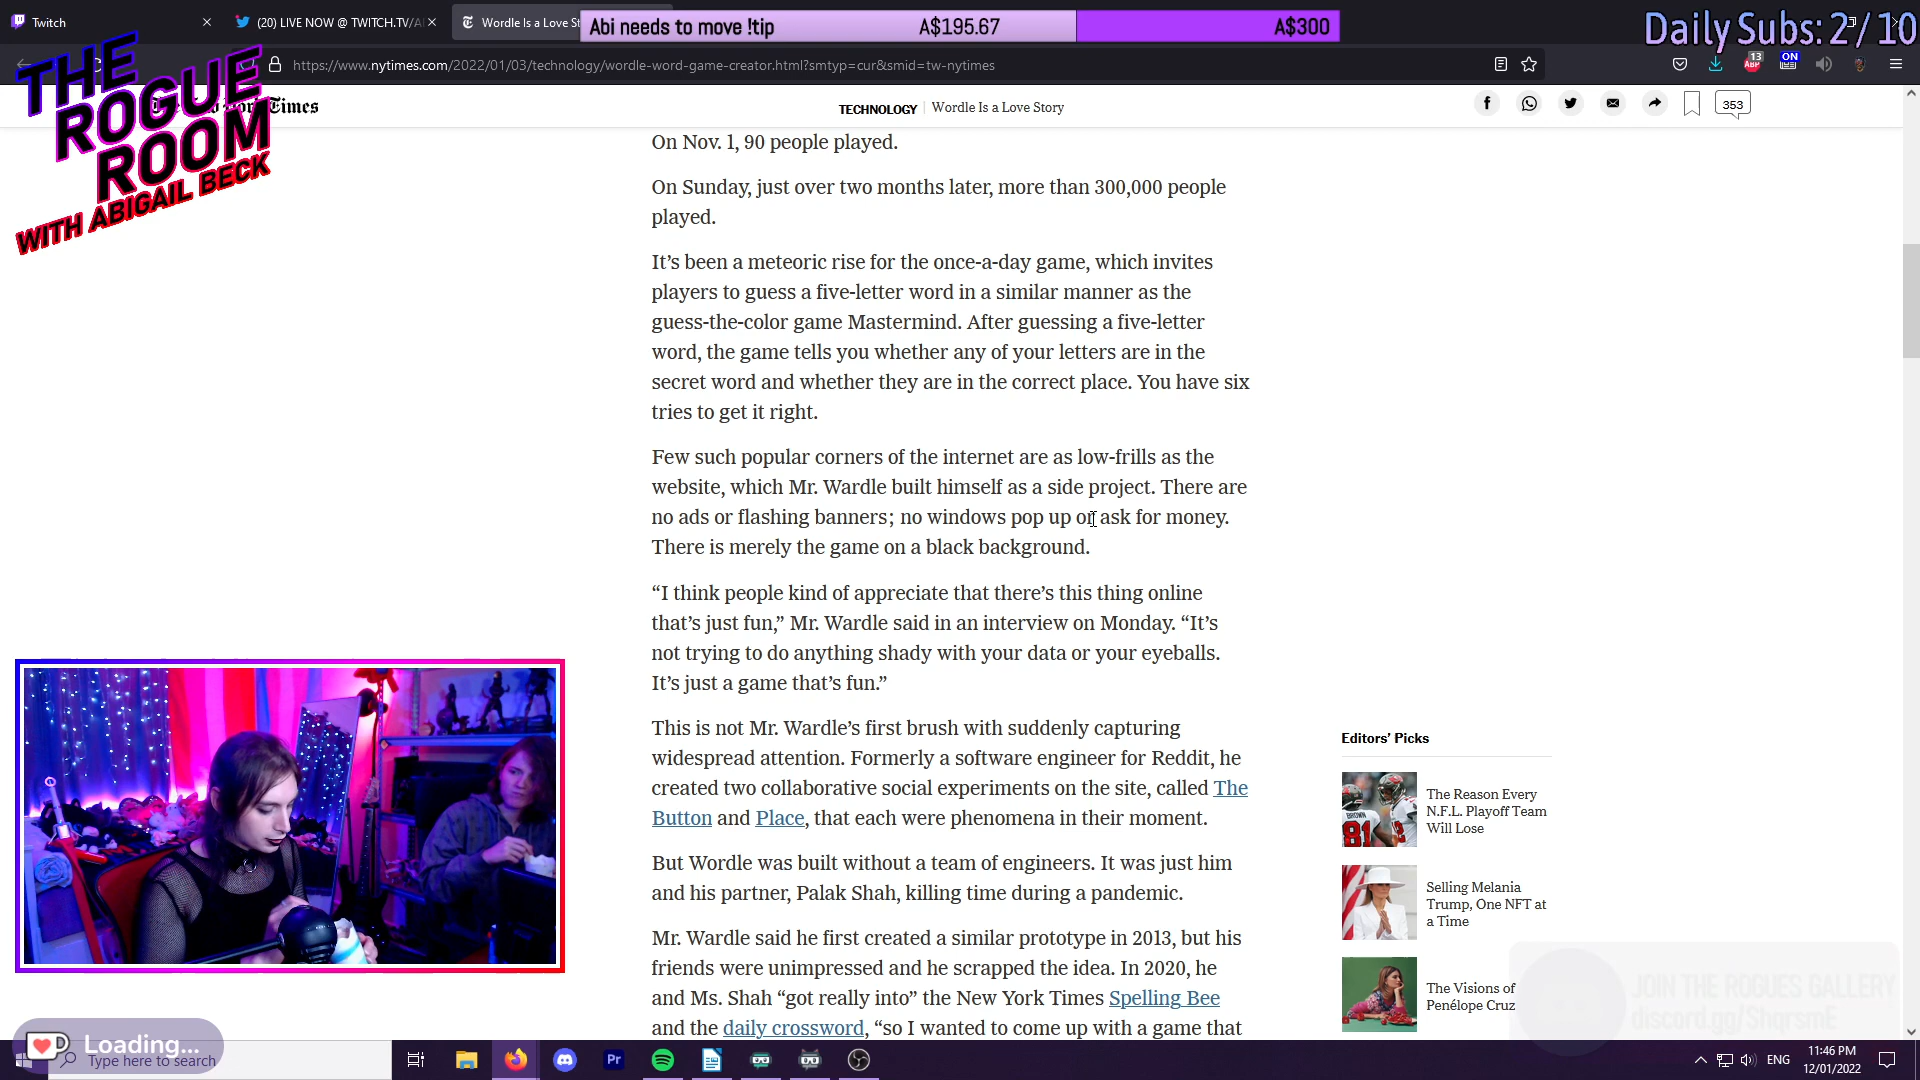 Twitch
(20) LIVE NOW @ TWITCH.TV/A
Wordle Is a Love St
Abi needs to move !tip
A$195.67
A$300
Daily Subs: 2/10
https://www.nytimes.com/2022/01/03/technology/wordle-word-game-creator.html?smtyp=cur&smid=tw-nytimes
13
ON
THE
ROGUE
ROOM
WITH ABIGAIL BECK
Times
TECHNOLOGY | Wordle Is a Love Story
353
On Nov. 1, 90 people played.
On Sunday, just over two months later, more than 300,000 people
played.
It’s been a meteoric rise for the once-a-day game, which invites
players to guess a five-letter word in a similar manner as the
guess-the-color game Mastermind. After guessing a five-letter
word, the game tells you whether any of your letters are in the
secret word and whether they are in the correct place. You have six
tries to get it right.
Few such popular corners of the internet are as low-frills as the
website, which Mr. Wardle built himself as a side project. There are
no ads or flashing banners; no windows pop up or ask for money.
There is merely the game on a black background.
“I think people kind of appreciate that there’s this thing online
that’s just fun,” Mr. Wardle said in an interview on Monday. “It’s
not trying to do anything shady with your data or your eyeballs.
It’s just a game that’s fun.”
This is not Mr. Wardle’s first brush with suddenly capturing
widespread attention. Formerly a software engineer for Reddit, he
created two collaborative social experiments on the site, called The
Button and Place, that each were phenomena in their moment.
But Wordle was built without a team of engineers. It was just him
and his partner, Palak Shah, killing time during a pandemic.
Mr. Wardle said he first created a similar prototype in 2013, but his
friends were unimpressed and he scrapped the idea. In 2020, he
and Ms. Shah “got really into” the New York Times Spelling Bee
and the daily crossword, “so I wanted to come up with a game that
Editors’ Picks
BROWN
81
The Reason Every
N.F.L. Playoff Team
Will Lose
Selling Melania
Trump, One NFT at
a Time
The Visions of
Penélope Cruz
JOIN THE ROGUES GALLERY
discord.gg/ShqrsmE
Loading...
Type here to search
Pr
ENG
11:46 PM
12/01/2022